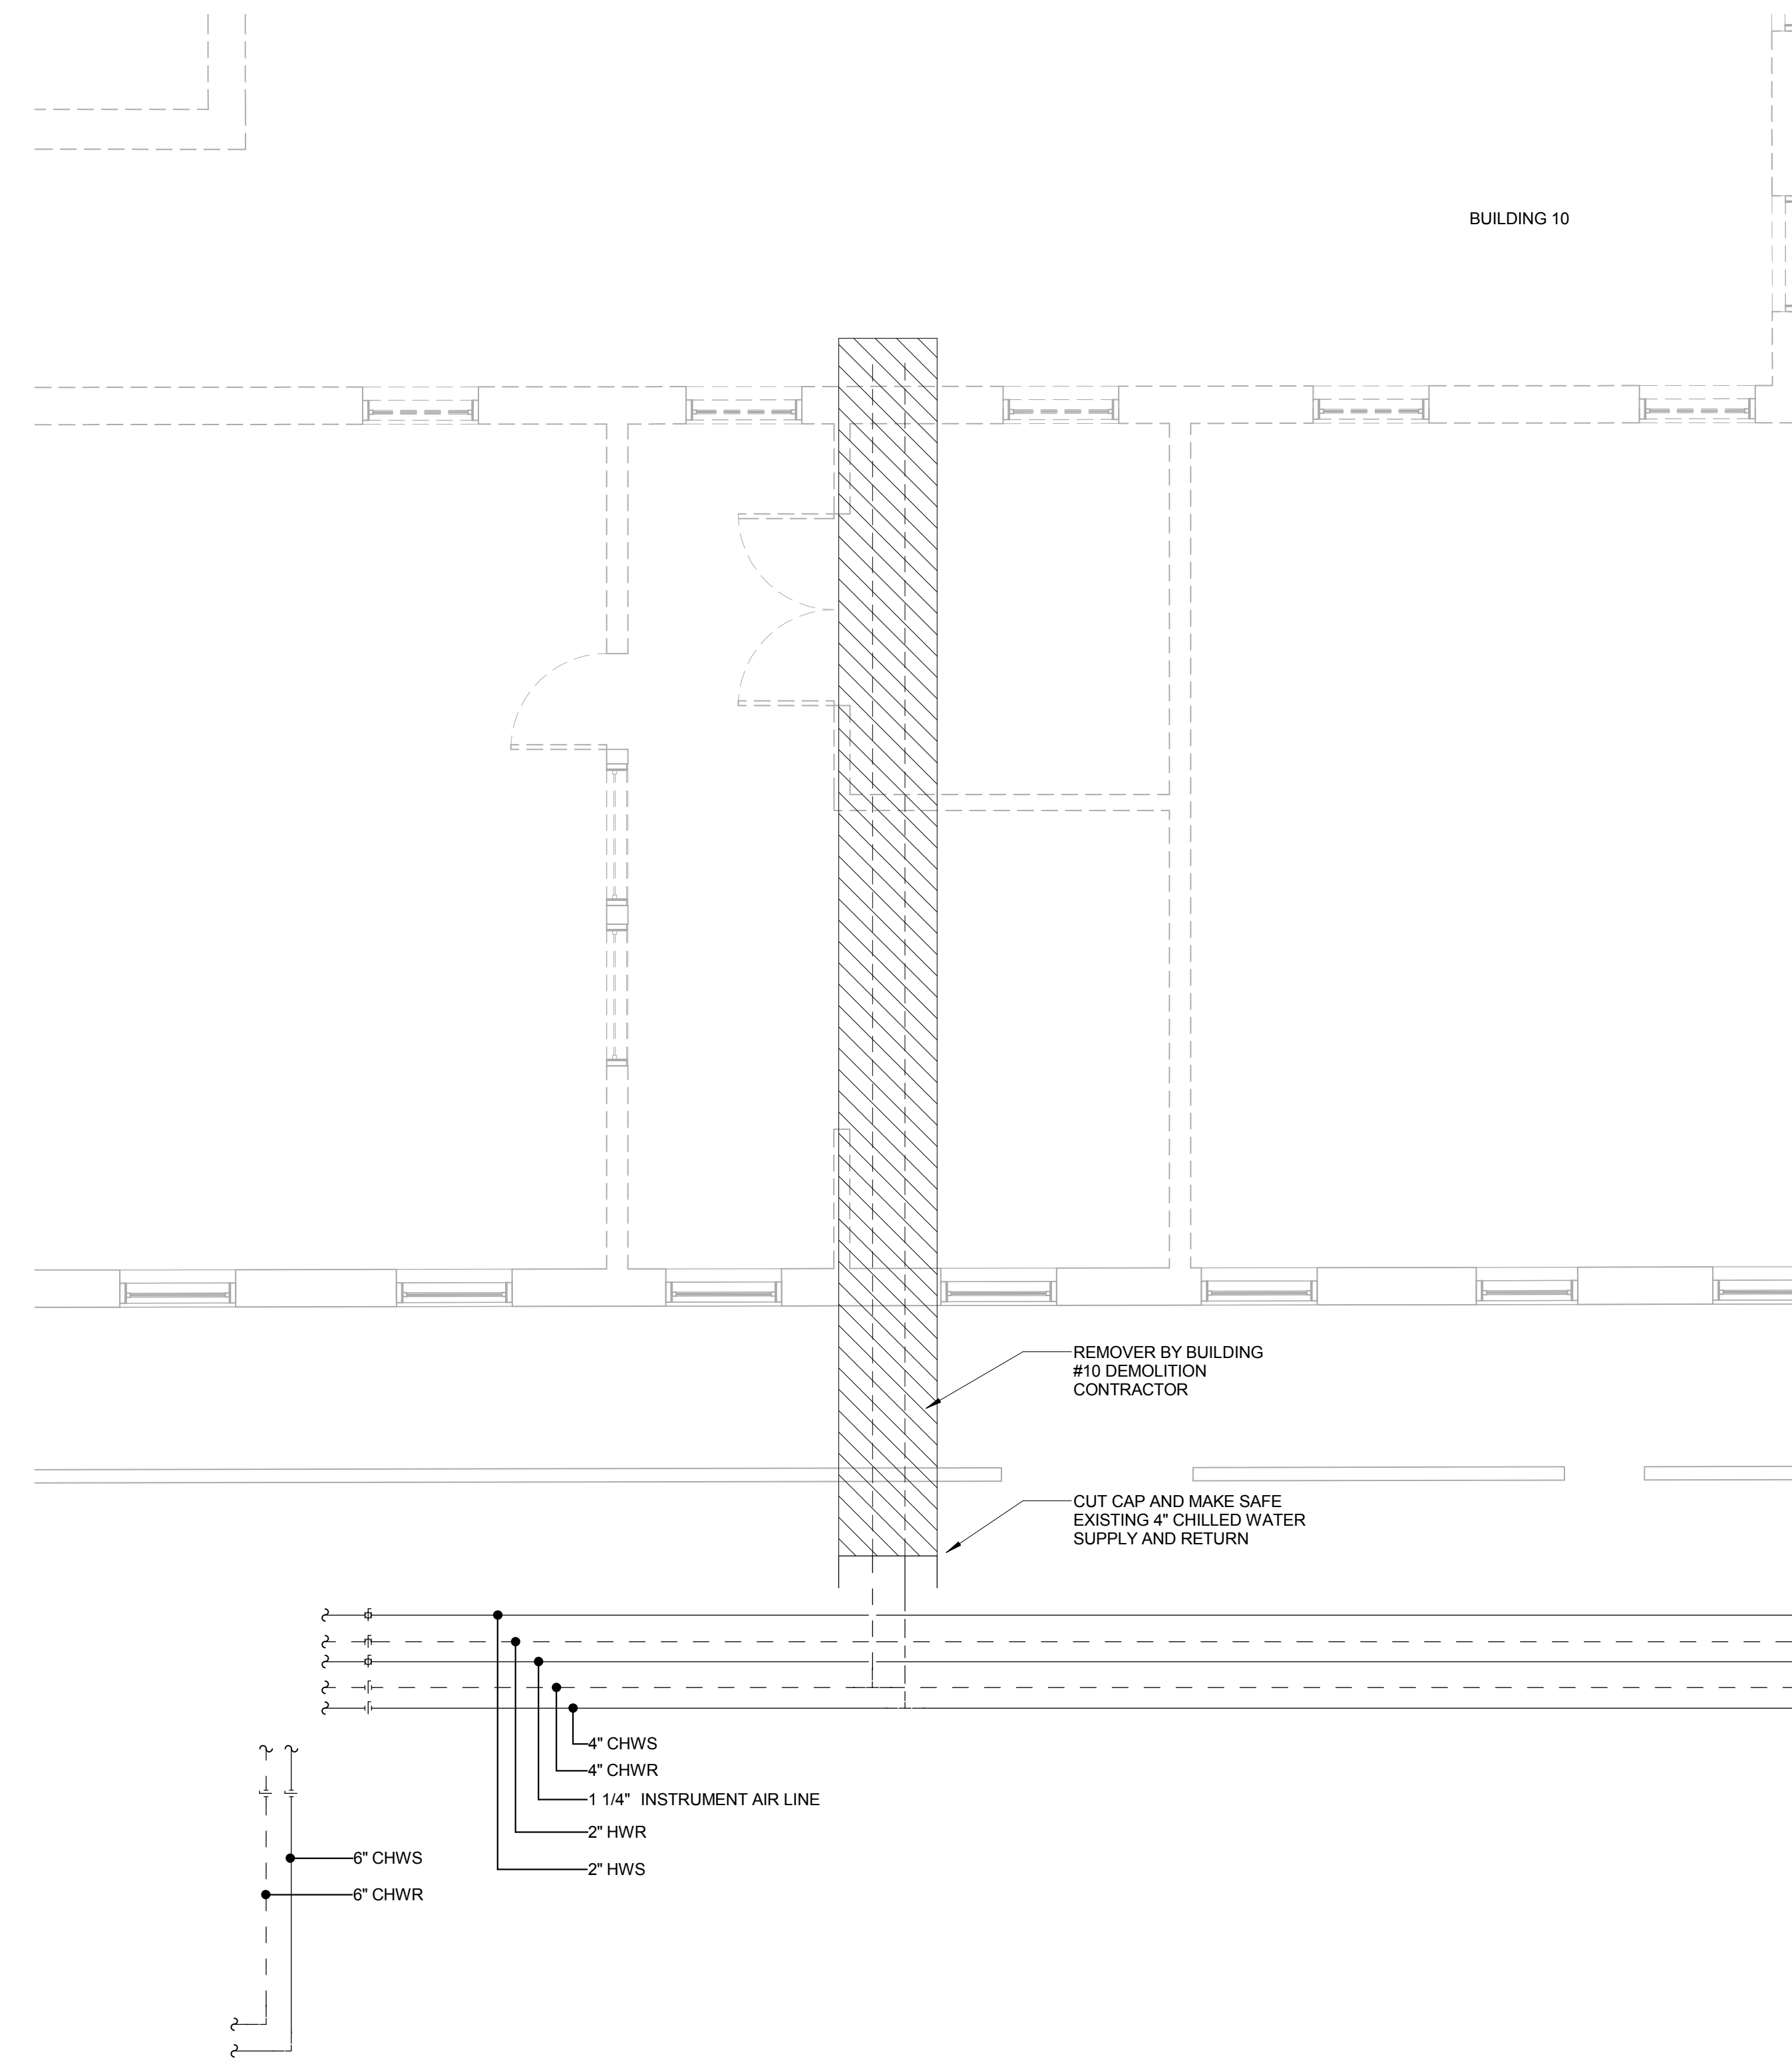 BUILDING 10
REMOVER BY BUILDING
#10 DEMOLITION
CONTRACTOR
CUT CAP AND MAKE SAFE
EXISTING 4" CHILLED WATER
SUPPLY AND RETURN
4" CHWS
4" CHWR
1 1/4" INSTRUMENT AIR LINE
2" HWR
2" HWS
6" CHWS
6" CHWR